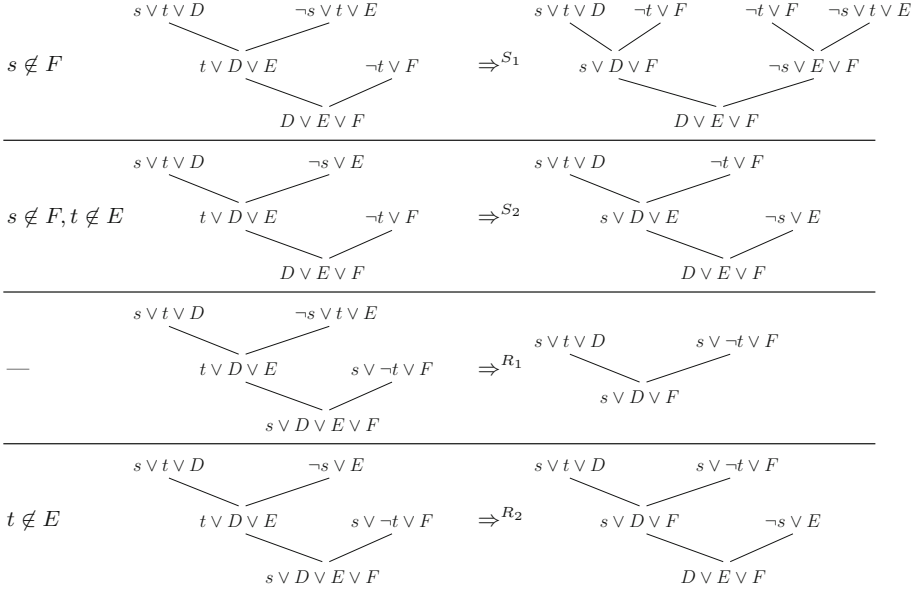 s ∨ t ∨ D ¬s ∨ t ∨ E s ∨ t ∨ D ¬t ∨ F ¬t ∨ F ¬s ∨ t ∨ E
s ∉ F t ∨ D ∨ E ¬t ∨ F ⇒^{S_1} s ∨ D ∨ F ¬s ∨ E ∨ F
D ∨ E ∨ F D ∨ E ∨ F
s ∨ t ∨ D ¬s ∨ E s ∨ t ∨ D ¬t ∨ F
s ∉ F, t ∉ E t ∨ D ∨ E ¬t ∨ F ⇒^{S_2} s ∨ D ∨ E ¬s ∨ E
D ∨ E ∨ F D ∨ E ∨ F
s ∨ t ∨ D ¬s ∨ t ∨ E s ∨ t ∨ D s ∨ ¬t ∨ F
— t ∨ D ∨ E s ∨ ¬t ∨ F ⇒^{R_1} s ∨ D ∨ F
s ∨ D ∨ E ∨ F
s ∨ t ∨ D ¬s ∨ E s ∨ t ∨ D s ∨ ¬t ∨ F
t ∉ E t ∨ D ∨ E s ∨ ¬t ∨ F ⇒^{R_2} s ∨ D ∨ F ¬s ∨ E
s ∨ D ∨ E ∨ F D ∨ E ∨ F